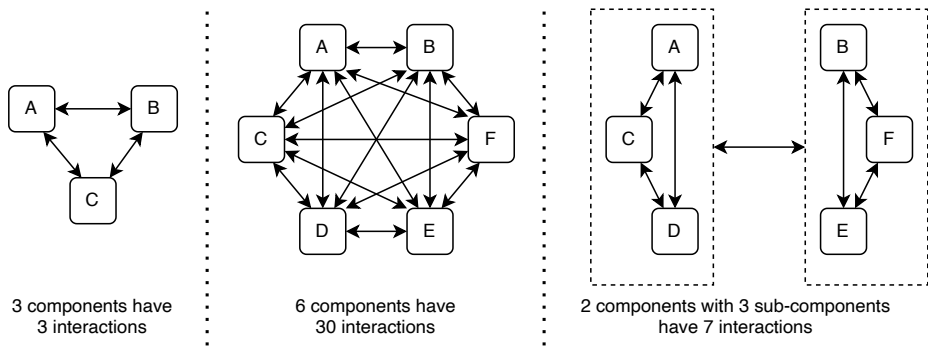 A
B
C
3 components have
3 interactions
A
B
C
F
D
E
6 components have
30 interactions
A
C
D
B
F
E
2 components with 3 sub-components
have 7 interactions